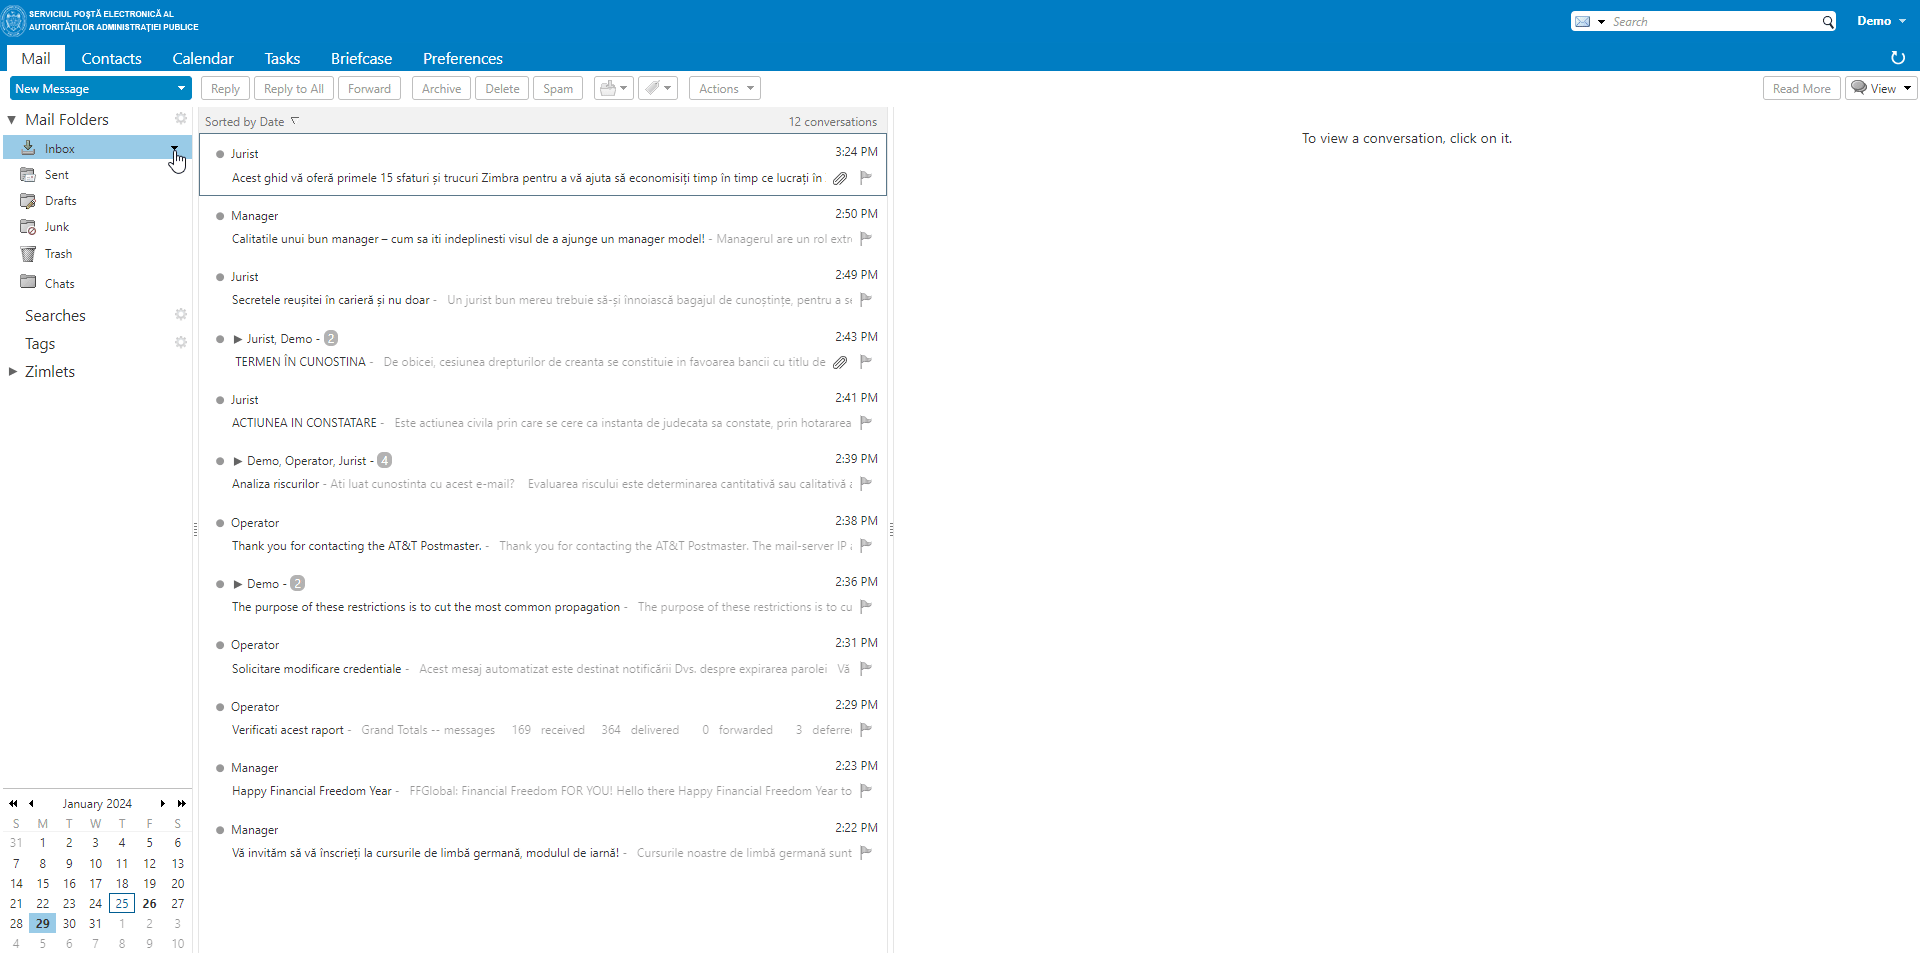 SERVICIUL POȘTĂ ELECTRONICĂ AL
AUTORITĂȚILOR ADMINISTRAȚIEI PUBLICE
Search
Demo
Mail Contacts Calendar Tasks Briefcase Preferences
New Message Reply Reply to All Forward Archive Delete Spam Actions Read More View
Mail Folders
Inbox
Sent
Drafts
Junk
Trash
Chats
Searches
Tags
Zimlets
Sorted by Date 12 conversations
Jurist 3:24 PM
Acest ghid vă oferă primele 15 sfaturi și trucuri Zimbra pentru a vă ajuta să economisiți timp în timp ce lucrați în
Manager 2:50 PM
Calitatile unui bun manager – cum sa iti indeplinesti visul de a ajunge un manager model! - Managerul are un rol extre
Jurist 2:49 PM
Secretele reușitei în carieră și nu doar - Un jurist bun mereu trebuie să-și înnoiască bagajul de cunoștințe, pentru a se
Jurist, Demo - 2 2:43 PM
TERMEN ÎN CUNOSTINA - De obicei, cesiunea drepturilor de creanta se constituie in favoarea bancii cu titlu de
Jurist 2:41 PM
ACTIUNEA IN CONSTATARE - Este actiunea civila prin care se cere ca instanta de judecata sa constate, prin hotararea
Demo, Operator, Jurist - 4 2:39 PM
Analiza riscurilor - Ati luat cunostinta cu acest e-mail? Evaluarea riscului este determinarea cantitativă sau calitativă a
Operator 2:38 PM
Thank you for contacting the AT&T Postmaster. - Thank you for contacting the AT&T Postmaster. The mail-server IP a
Demo - 2 2:36 PM
The purpose of these restrictions is to cut the most common propagation - The purpose of these restrictions is to cu
Operator 2:31 PM
Solicitare modificare credentiale - Acest mesaj automatizat este destinat notificării Dvs. despre expirarea parolei Vă
Operator 2:29 PM
Verificati acest raport - Grand Totals -- messages 169 received 364 delivered 0 forwarded 3 deferre
Manager 2:23 PM
Happy Financial Freedom Year - FFGlobal: Financial Freedom FOR YOU! Hello there Happy Financial Freedom Year to
Manager 2:22 PM
Vă invităm să vă înscrieți la cursurile de limbă germană, modulul de iarnă! - Cursurile noastre de limbă germană sunt
To view a conversation, click on it.
January 2024
S M T W T F S
31 1 2 3 4 5 6
7 8 9 10 11 12 13
14 15 16 17 18 19 20
21 22 23 24 25 26 27
28 29 30 31 1 2 3
4 5 6 7 8 9 10